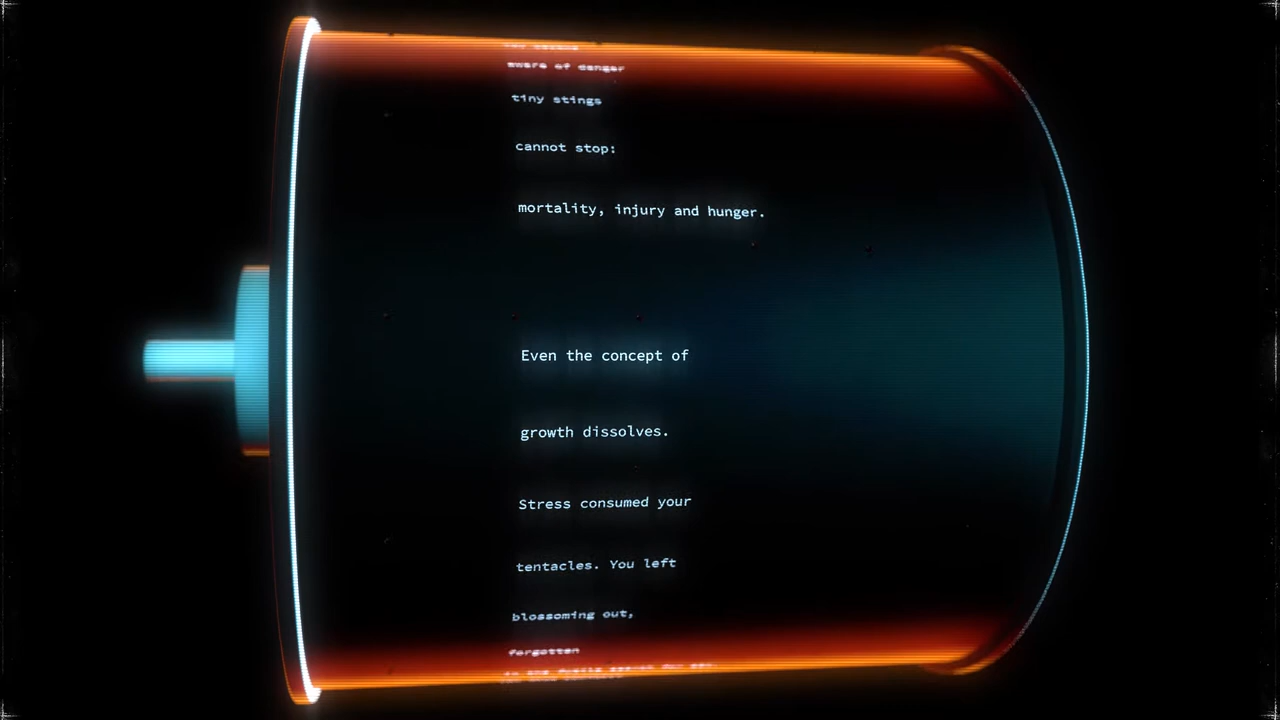 aware of danger
tiny stings
cannot stop:
mortality, injury and hunger.
Even the concept of
growth dissolves.
Stress consumed your
tentacles. You left
blossoming out,
forgotten